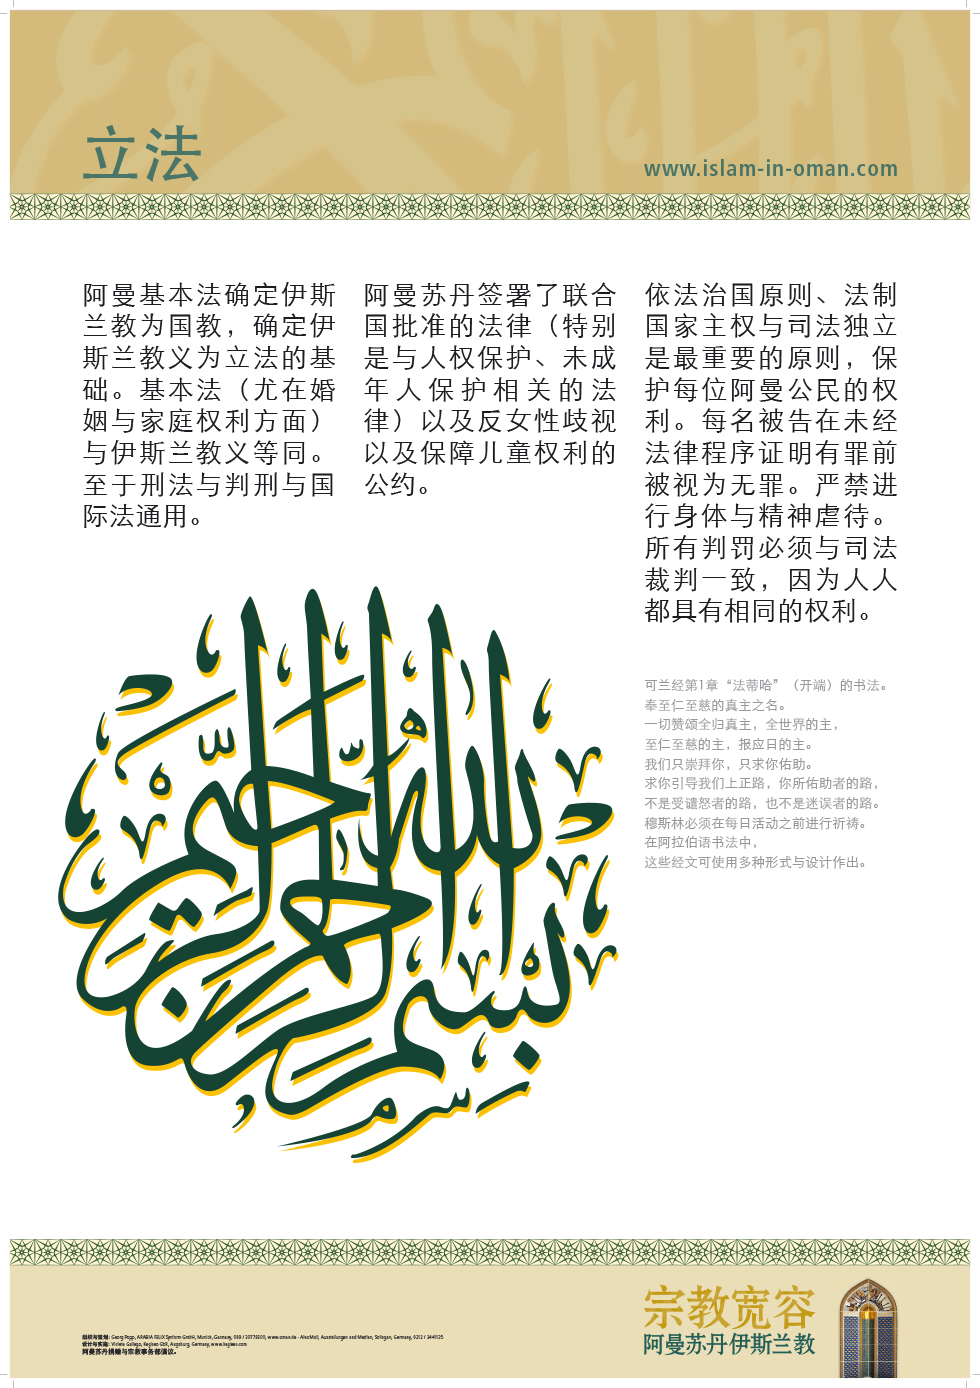 立法
www.islam-in-oman.com
阿曼基本法确定伊斯
兰教为国教，确定伊
斯兰教义为立法的基
础。基本法（尤在婚
姻与家庭权利方面）
与伊斯兰教义等同。
至于刑法与判刑与国
际法通用。
阿曼苏丹签署了联合
国批准的法律（特别
是与人权保护、未成
年人保护相关的法
律）以及反女性歧视
以及保障儿童权利的
公约。
依法治国原则、法制
国家主权与司法独立
是最重要的原则，保
护每位阿曼公民的权
利。每名被告在未经
法律程序证明有罪前
被视为无罪。严禁进
行身体与精神虐待。
所有判罚必须与司法
裁判一致，因为人人
都具有相同的权利。
可兰经第1章“法蒂哈”（开端）的书法。
奉至仁至慈的真主之名。
一切赞颂全归真主，全世界的主，
至仁至慈的主，报应日的主。
我们只崇拜你，只求你佑助。
求你引导我们上正路，你所佑助者的路，
不是受谴怒者的路，也不是迷误者的路。
穆斯林必须在每日活动之前进行祈祷。
在阿拉伯语书法中，
这些经文可使用多种形式与设计作出。
بسم الله الرحمن الرحيم
宗教宽容
阿曼苏丹伊斯兰教
组织与策划: Georg Popp, ARABIA FELIX Synform GmbH, Munich, Germany,
阿曼苏丹捐赠与宗教事务部倡议。